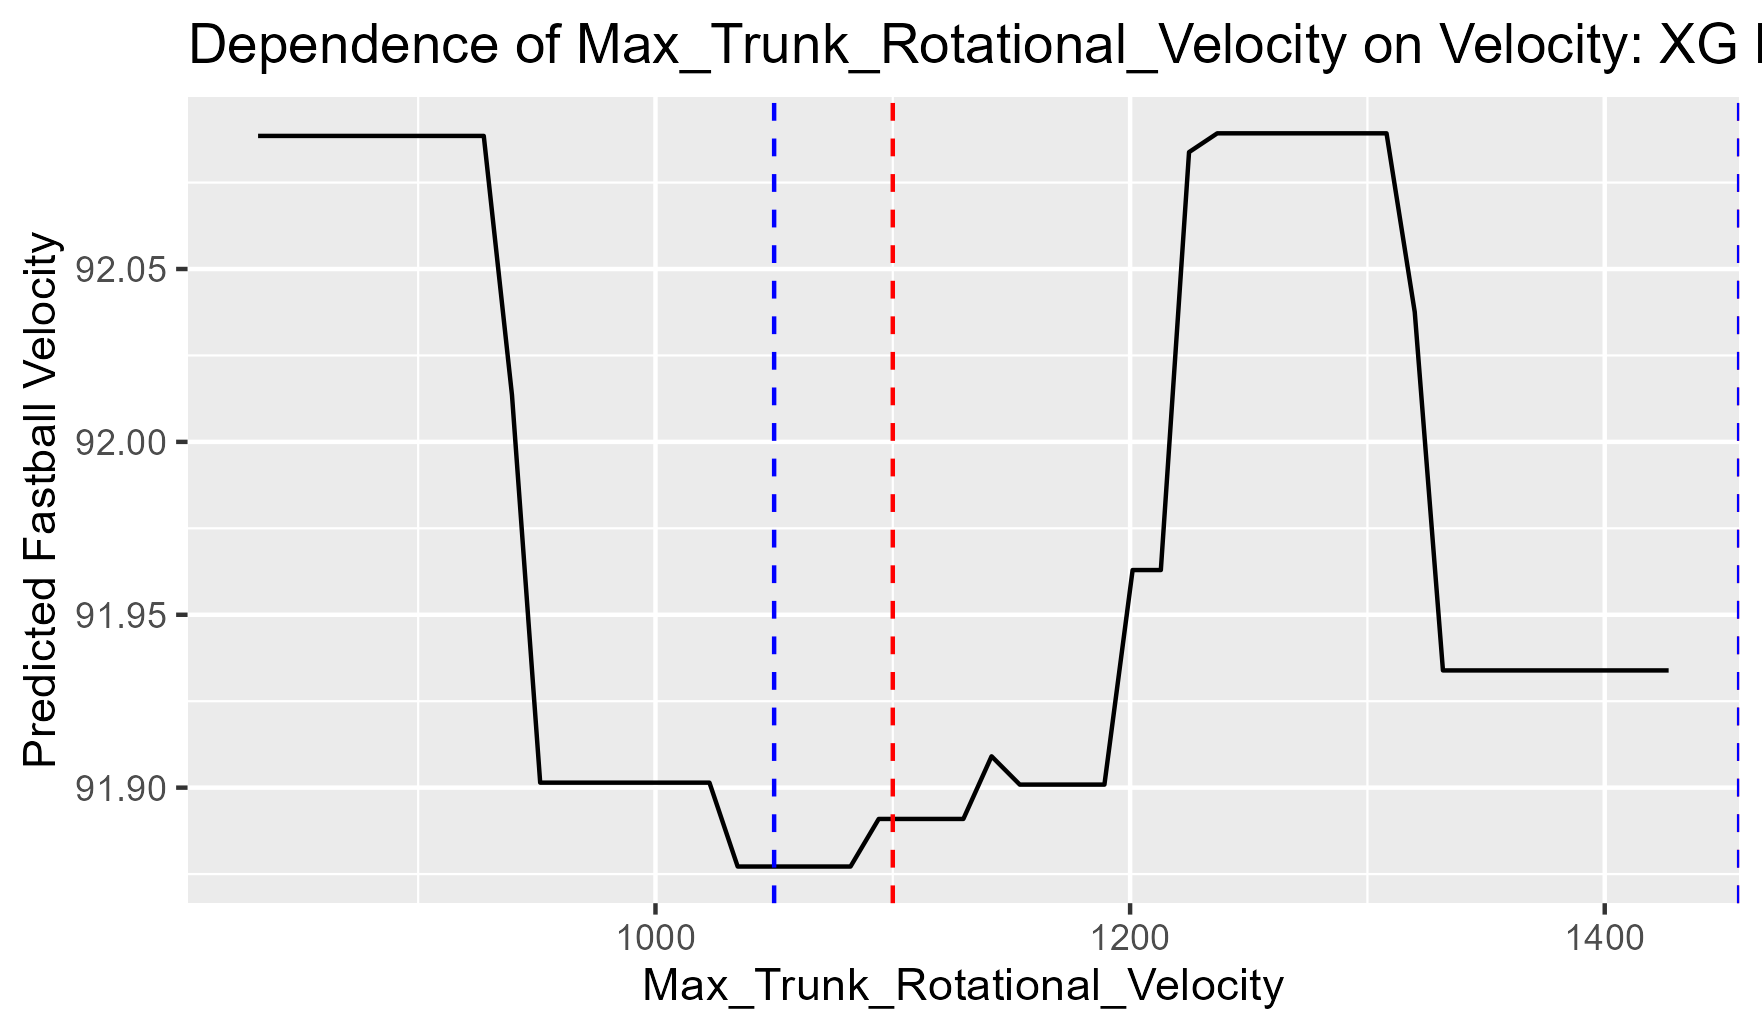 Dependence of Max_Trunk_Rotational_Velocity on Velocity: XG
Predicted Fastball Velocity
92.05
92.00
91.95
91.90
1000 1200 1400
Max_Trunk_Rotational_Velocity